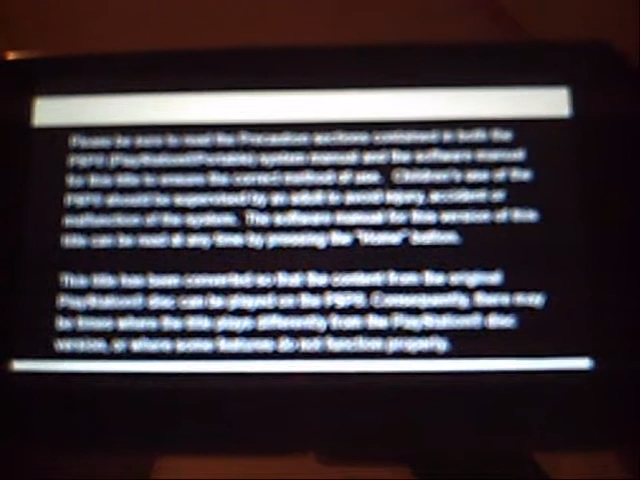 Please be sure to read the Precaution sections contained in both the
PSP® (PlayStation®Portable) system manual and the software manual
for this title to ensure the correct method of use. Children's use of the
PSP® should be supervised by an adult to avoid injury, accident or
malfunction of the system. The software manual for this version of this
title can be read at any time by pressing the "Home" button.
This title has been converted so that the content from the original
PlayStation® disc can be played on the PSP®. Consequently, there may
be times where the title plays differently from the PlayStation® disc
version, or where some features do not function properly.